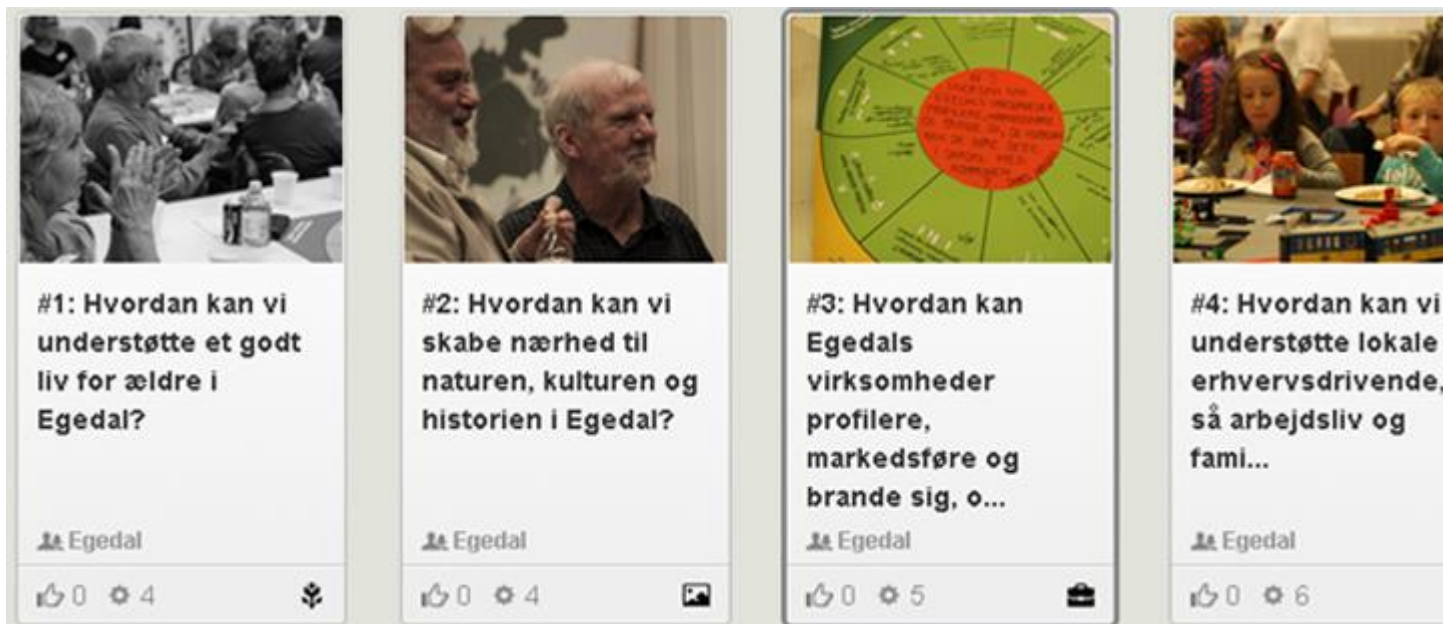 #1: Hvordan kan vi
understøtte et godt
liv for ældre i
Egedal?
Egedal
0 4
#2: Hvordan kan vi
skabe nærhed til
naturen, kulturen og
historien i Egedal?
Egedal
0 4
#3: Hvordan kan
Egedals
virksomheder
profilere,
markedsføre og
brande sig, o...
Egedal
0 5
#4: Hvordan kan vi
understøtte lokale
erhvervsdrivende,
så arbejdsliv og
fami...
Egedal
0 6